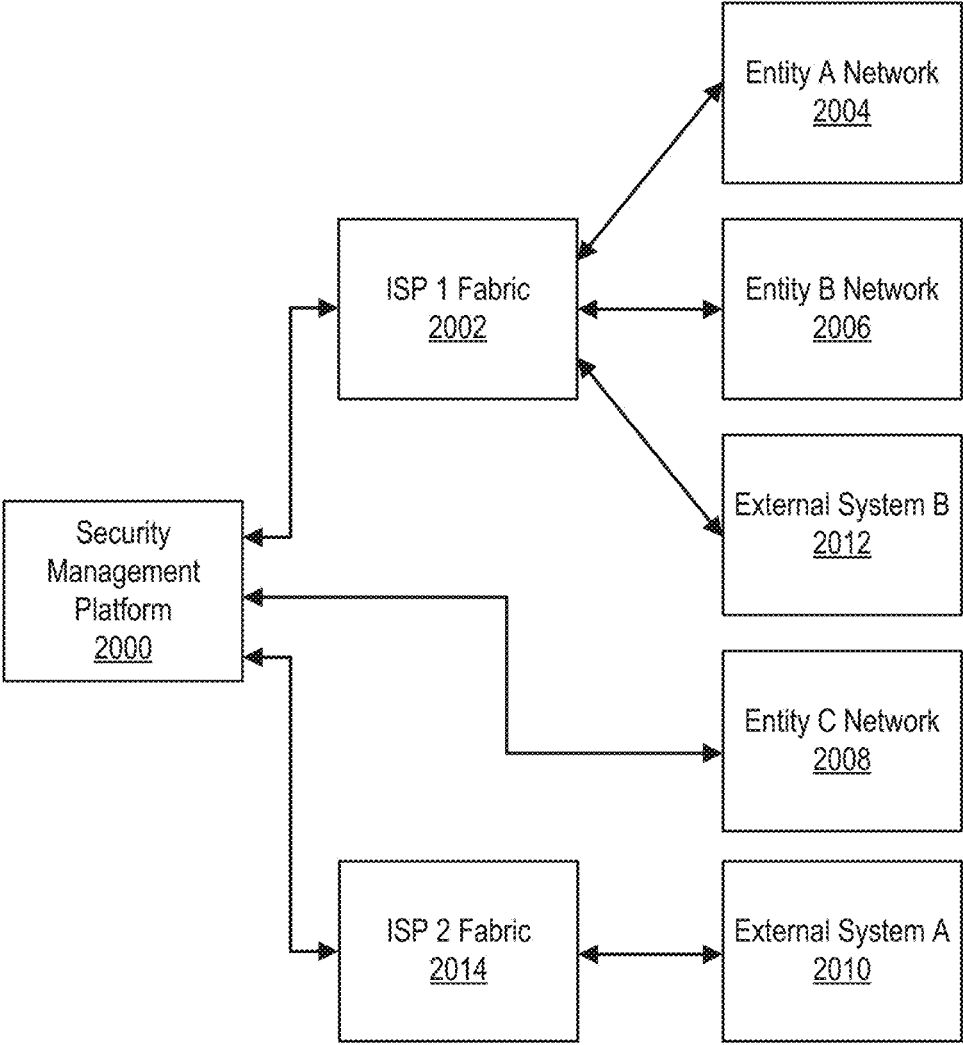 Entity A Network
2004
ISP 1 Fabric
2002
Entity B Network
2006
External System B
2012
Security
Management
Platform
2000
Entity C Network
2008
ISP 2 Fabric
2014
External System A
2010